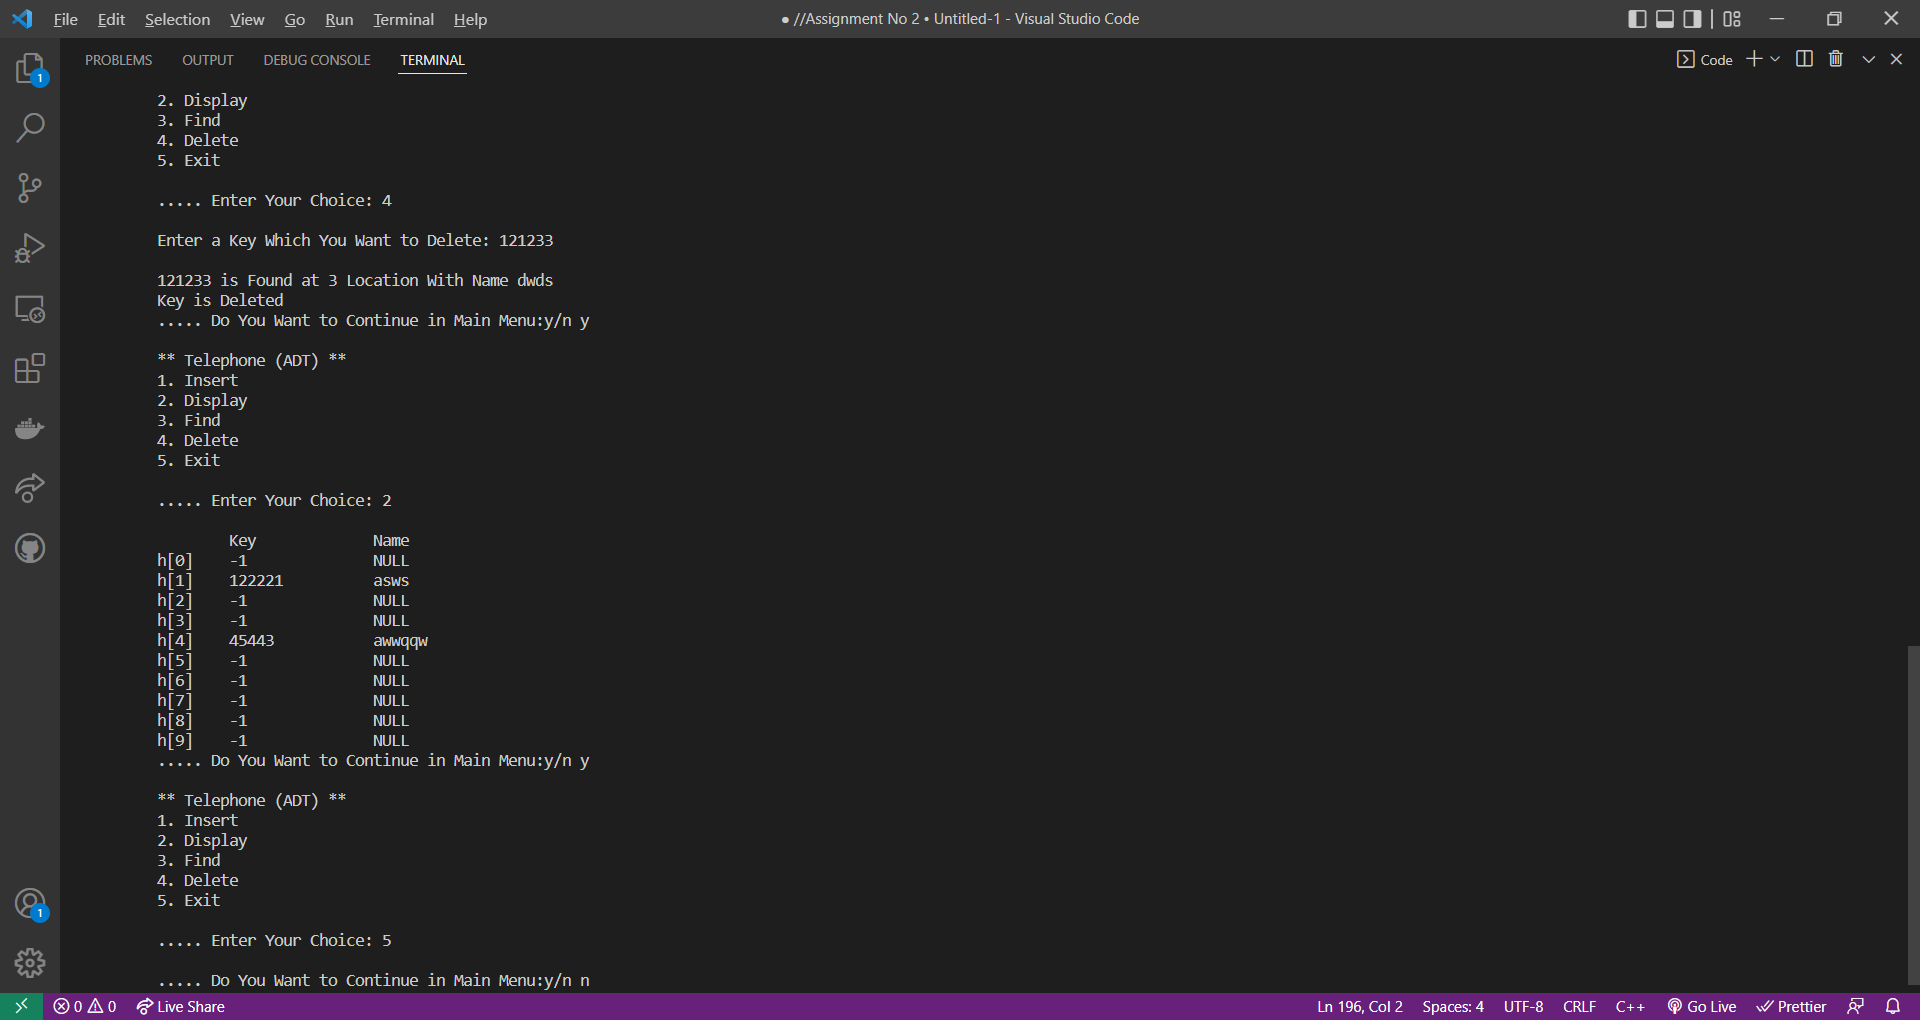 File Edit Selection View Go Run Terminal Help
● //Assignment No 2 • Untitled-1 - Visual Studio Code
PROBLEMS OUTPUT DEBUG CONSOLE TERMINAL
Code
1
2. Display
3. Find
4. Delete
5. Exit
..... Enter Your Choice: 4
Enter a Key Which You Want to Delete: 121233
121233 is Found at 3 Location With Name dwds
Key is Deleted
..... Do You Want to Continue in Main Menu:y/n y
** Telephone (ADT) **
1. Insert
2. Display
3. Find
4. Delete
5. Exit
..... Enter Your Choice: 2
Key Name
h[0] -1 NULL
h[1] 122221 asws
h[2] -1 NULL
h[3] -1 NULL
h[4] 45443 awwqqw
h[5] -1 NULL
h[6] -1 NULL
h[7] -1 NULL
h[8] -1 NULL
h[9] -1 NULL
..... Do You Want to Continue in Main Menu:y/n y
** Telephone (ADT) **
1. Insert
2. Display
3. Find
4. Delete
5. Exit
..... Enter Your Choice: 5
..... Do You Want to Continue in Main Menu:y/n n
1
0 0 Live Share
Ln 196, Col 2 Spaces: 4 UTF-8 CRLF C++ Go Live Prettier